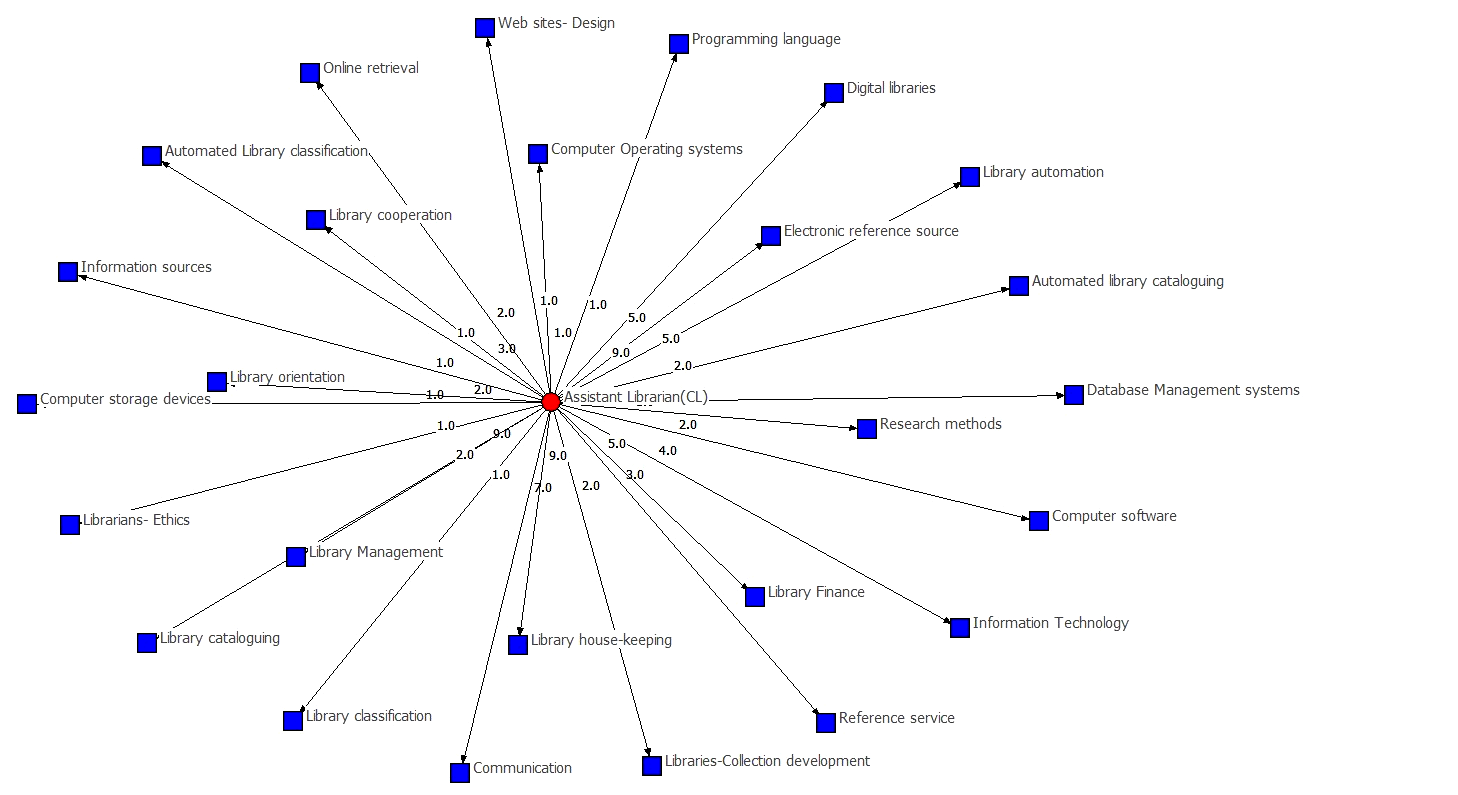 Web sites- Design
Programming language
Online retrieval
Digital libraries
Automated Library classification
Computer Operating systems
Library automation
Library cooperation
Electronic reference source
Information sources
Automated library cataloguing
1.0
1.0
2.0
5.0
1.0
1.0
5.0
3.0
9.0
1.0
2.0
Library orientation
2.0
Database Management systems
1.0
Computer storage devices
Assistant Librarian(CL)
Research methods
1.0
2.0
9.0
5.0
4.0
2.0
9.0
1.0
3.0
7.0
2.0
Librarians- Ethics
Computer software
Library Management
Library Finance
Information Technology
Library cataloguing
Library house-keeping
Library classification
Reference service
Libraries-Collection development
Communication